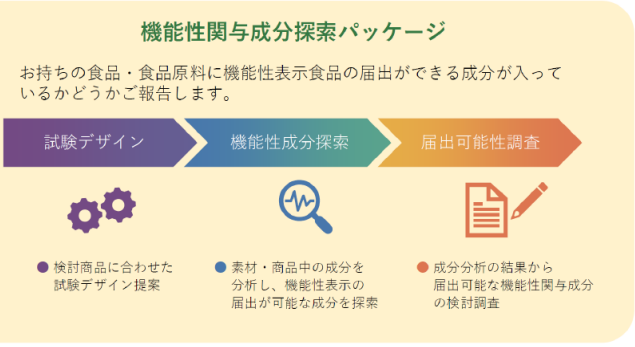 機能性関与成分探索パッケージ
お持ちの食品・食品原料に機能性表示食品の届出ができる成分が入って
いるかどうかご報告します。
試験デザイン
機能性成分探索
届出可能性調査
● 検討商品に合わせた
試験デザイン提案
● 素材・商品中の成分を
分析し、機能性表示の
届出が可能な成分を探索
● 成分分析の結果から
届出可能な機能性関与成分
の検討調査